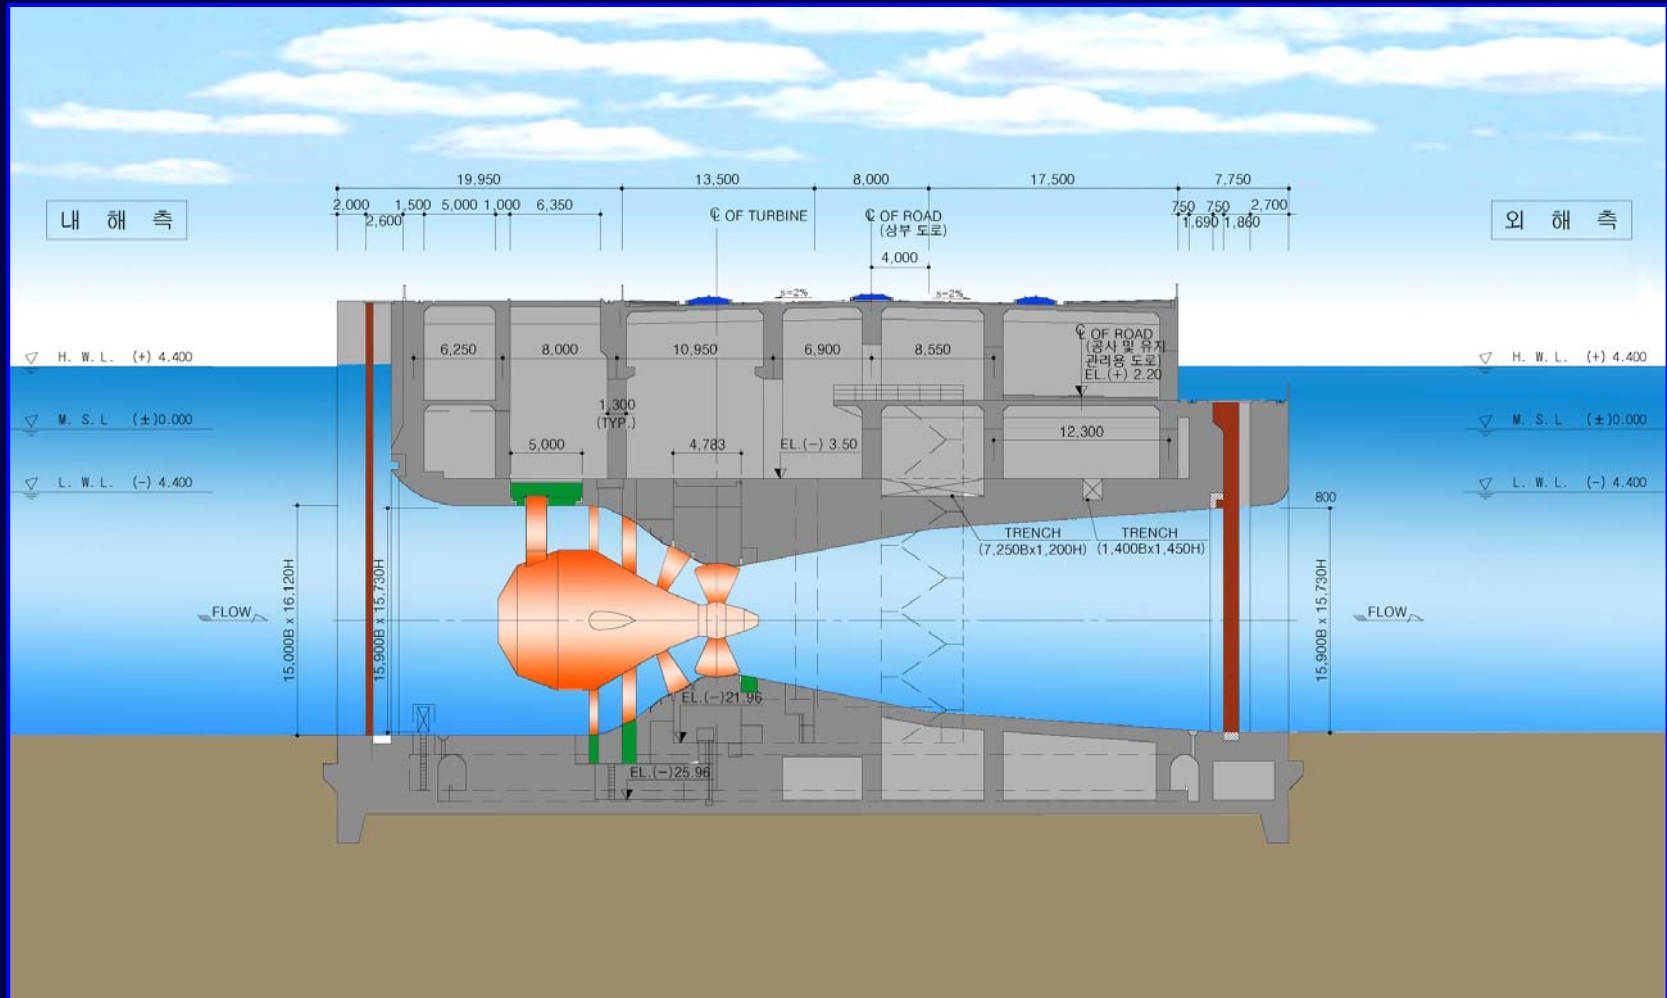 19,950 13,500 8,000 17,500 7,750
2,000 2,600 1,500 5,000 1,000 6,350
750 1,690 750 1,860 2,700
내 해 측
℄ OF TURBINE
℄ OF ROAD
(상부 도로)
4,000
외 해 측
s=2% s=2%
H. W. L. (+) 4.400
M. S. L (±)0.000
L. W. L. (-) 4.400
6,250 8,000 10,950 6,900 8,550
℄ OF ROAD
(공사 및 유지
관리용 도로)
EL.(+) 2.20
H. W. L. (+) 4.400
M. S. L (±)0.000
L. W. L. (-) 4.400
1,300
(TYP.)
5,000
4,783
EL.(-) 3.50
12,300
800
TRENCH
(7,250Bx1,200H)
TRENCH
(1,400Bx1,450H)
FLOW
15,000B x 16,120H
15,900B x 15,730H
15,900B x 15,730H
FLOW
EL.(-)21.96
EL.(-)25.96